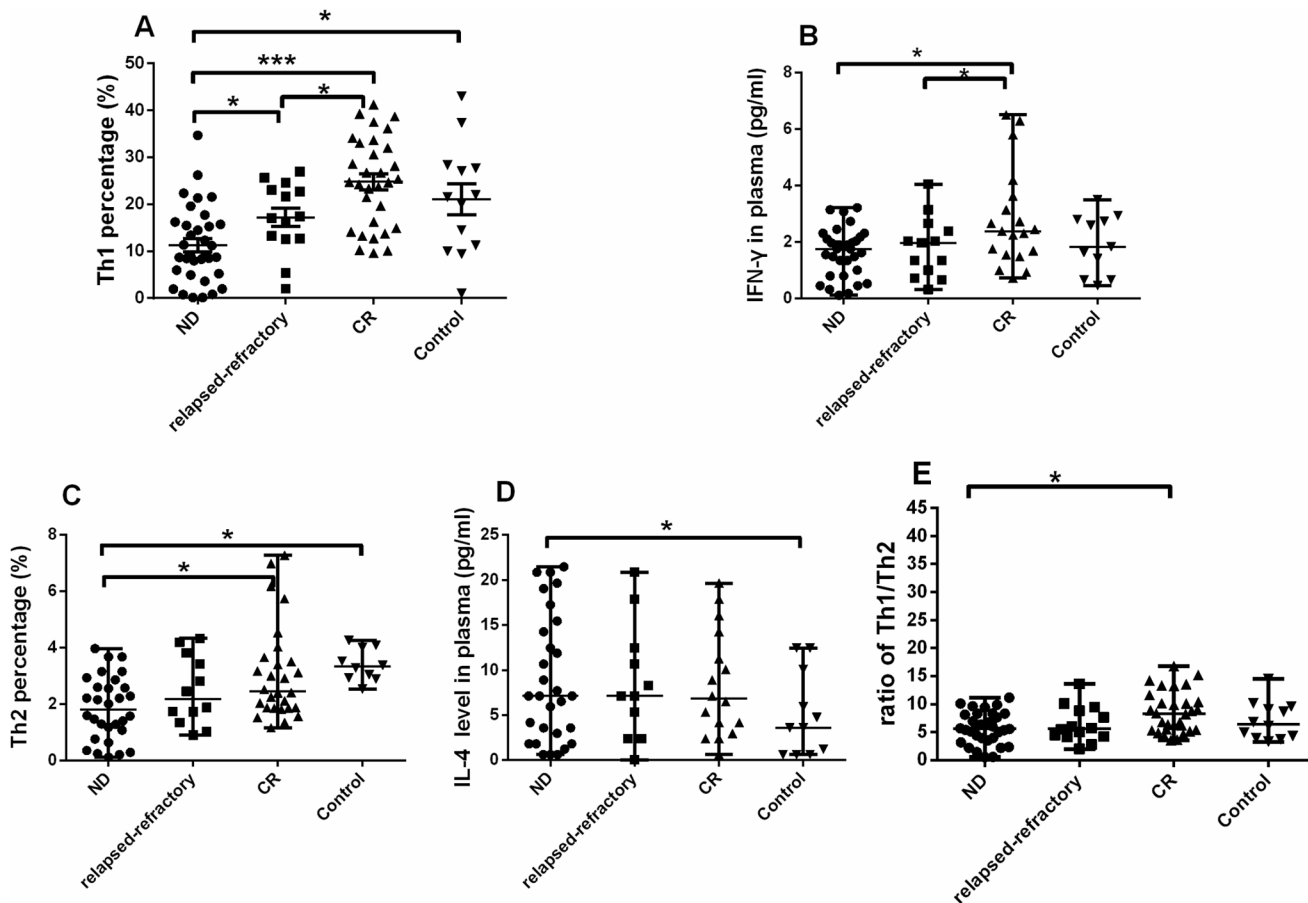 A
Th1 percentage (%)
50
40
30
20
10
0
*
***
*
*
ND
relapsed-refractory
CR
Control
B
IFN-γ in plasma (pg/ml)
8
6
4
2
0
*
*
ND
relapsed-refractory
CR
Control
C
Th2 percentage (%)
8
6
4
2
0
*
*
ND
relapsed-refractory
CR
Control
D
IL-4 level in plasma (pg/ml)
25
20
15
10
5
0
*
ND
relapsed-refractory
CR
Control
E
ratio of Th1/Th2
45
40
35
30
25
20
15
10
5
0
*
ND
relapsed-refractory
CR
Control